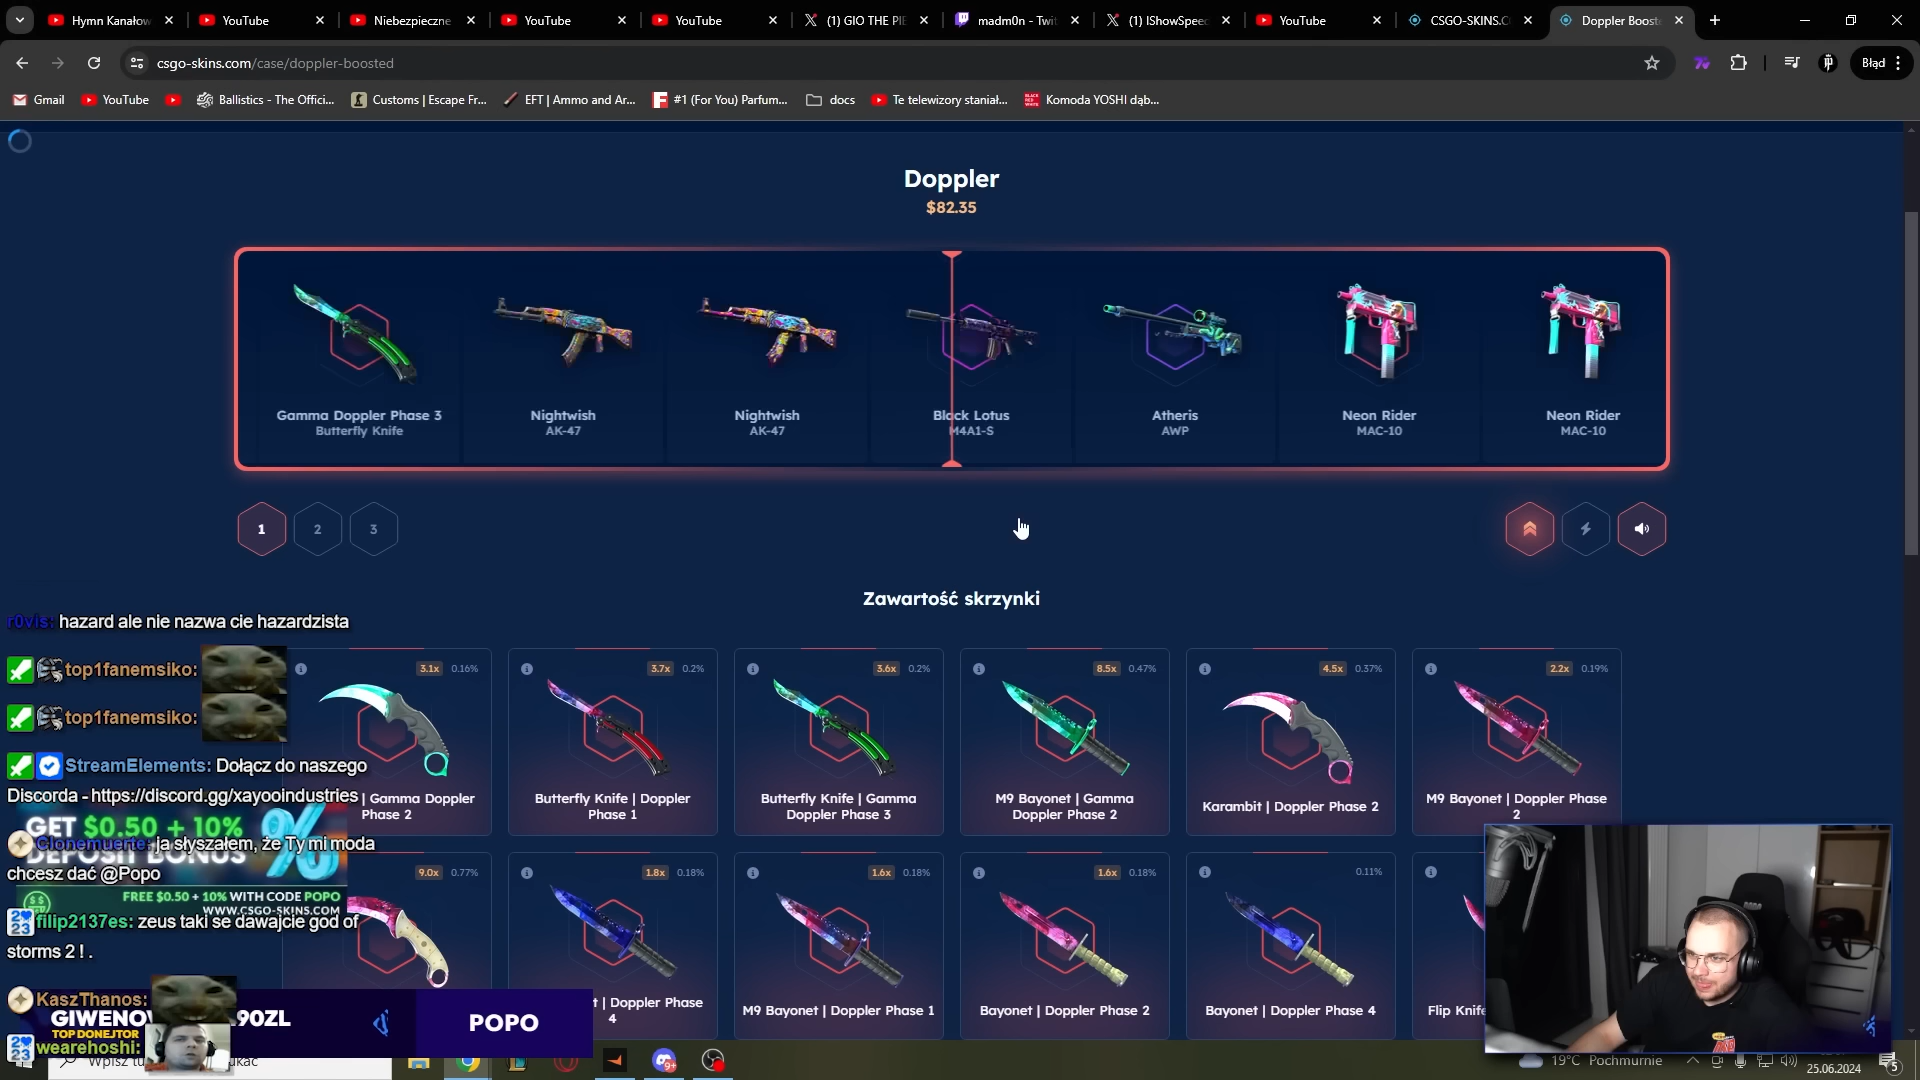 Hymn Kanałow
YouTube
Niebezpieczne
YouTube
YouTube
(1) GIO THE PIE
madm0n - Twit
(1) IShowSpeed
YouTube
CSGO-SKINS.C
Doppler Boost
csgo-skins.com/case/doppler-boosted
Błąd
Gmail
YouTube
Ballistics - The Offici...
Customs | Escape Fr...
EFT | Ammo and Ar...
#1 (For You) Parfum...
docs
Te telewizory staniał...
Komoda YOSHI dąb...
Doppler
$82.35
Gamma Doppler Phase 3
Butterfly Knife
Nightwish
AK-47
Nightwish
AK-47
Black Lotus
M4A1-S
Atheris
AWP
Neon Rider
MAC-10
Neon Rider
MAC-10
1
2
3
Zawartość skrzynki
r0vis: hazard ale nie nazwa cie hazardzista
top1fanemsiko:
top1fanemsiko:
StreamElements: Dołącz do naszego
Discorda - https://discord.gg/xayooindustries
GET $0.50 + 10%
DEPOSIT BONUS
Clonemuerte: ja słyszałem, że Ty mi moda
chcesz dać @Popo
FREE $0.50 + 10% WITH CODE POPO
WWW.CSGO-SKINS.COM
filip2137es: zeus taki se dawajcie god of
storms 2 ! .
KaszThanos:
90ZL
TOP DONEJTOR
wearehoshi:
POPO
3.1x 0.16%
| Gamma Doppler
Phase 2
3.7x 0.2%
Butterfly Knife | Doppler
Phase 1
3.6x 0.2%
Butterfly Knife | Gamma
Doppler Phase 3
8.5x 0.47%
M9 Bayonet | Gamma
Doppler Phase 2
4.5x 0.37%
Karambit | Doppler Phase 2
2.2x 0.19%
M9 Bayonet | Doppler Phase
2
9.0x 0.77%
1.8x 0.18%
t | Doppler Phase
4
1.6x 0.18%
M9 Bayonet | Doppler Phase 1
1.6x 0.18%
Bayonet | Doppler Phase 2
0.11%
Bayonet | Doppler Phase 4
Flip Knife
9+
19°C Pochmurnie
25.06.2024
5